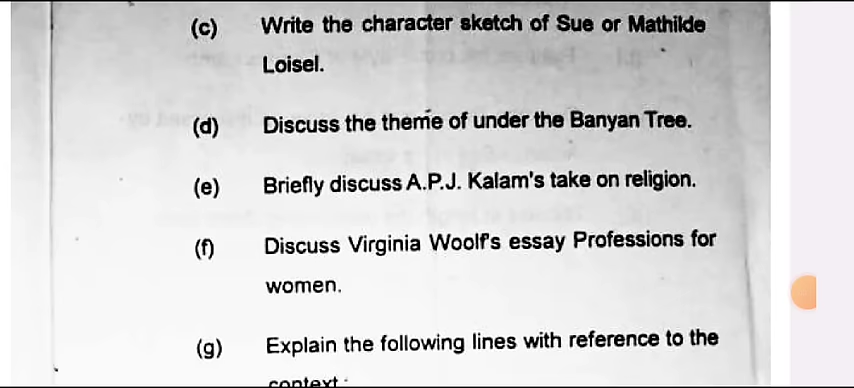 (c) Write the character sketch of Sue or Mathilde
Loisel.
(d) Discuss the theme of under the Banyan Tree.
(e) Briefly discuss A.P.J. Kalam's take on religion.
(f) Discuss Virginia Woolf's essay Professions for
women.
(g) Explain the following lines with reference to the
context :